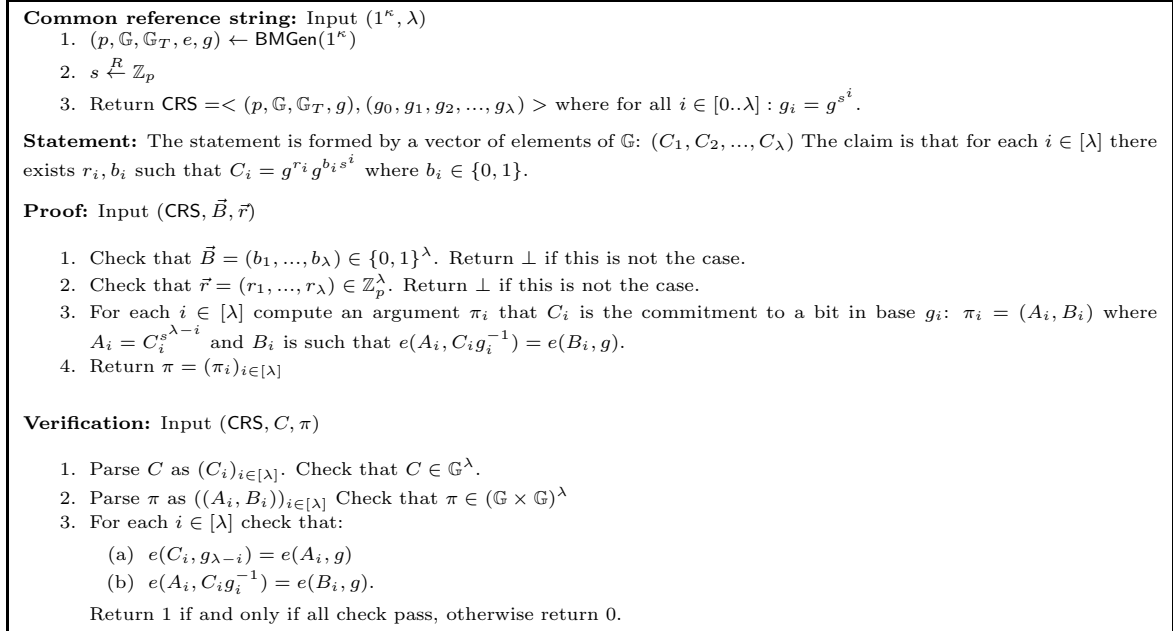 Common reference string: Input (1^κ, λ)
1. (p, 𝔾, 𝔾_T, e, g) ← BMGen(1^κ)
2. s ←^R ℤ_p
3. Return CRS =< (p, 𝔾, 𝔾_T, g), (g_0, g_1, g_2, ..., g_λ) > where for all i ∈ [0..λ] : g_i = g^{s^i}.
Statement: The statement is formed by a vector of elements of 𝔾: (C_1, C_2, ..., C_λ) The claim is that for each i ∈ [λ] there
exists r_i, b_i such that C_i = g^{r_i} g^{b_i s^i} where b_i ∈ {0, 1}.
Proof: Input (CRS, B⃗, r⃗)
1. Check that B⃗ = (b_1, ..., b_λ) ∈ {0, 1}^λ. Return ⊥ if this is not the case.
2. Check that r⃗ = (r_1, ..., r_λ) ∈ ℤ_p^λ. Return ⊥ if this is not the case.
3. For each i ∈ [λ] compute an argument π_i that C_i is the commitment to a bit in base g_i: π_i = (A_i, B_i) where
A_i = C_i^{s^{λ−i}} and B_i is such that e(A_i, C_i g_i^{−1}) = e(B_i, g).
4. Return π = (π_i)_{i∈[λ]}
Verification: Input (CRS, C, π)
1. Parse C as (C_i)_{i∈[λ]}. Check that C ∈ 𝔾^λ.
2. Parse π as ((A_i, B_i))_{i∈[λ]} Check that π ∈ (𝔾 × 𝔾)^λ
3. For each i ∈ [λ] check that:
(a) e(C_i, g_{λ−i}) = e(A_i, g)
(b) e(A_i, C_i g_i^{−1}) = e(B_i, g).
Return 1 if and only if all check pass, otherwise return 0.